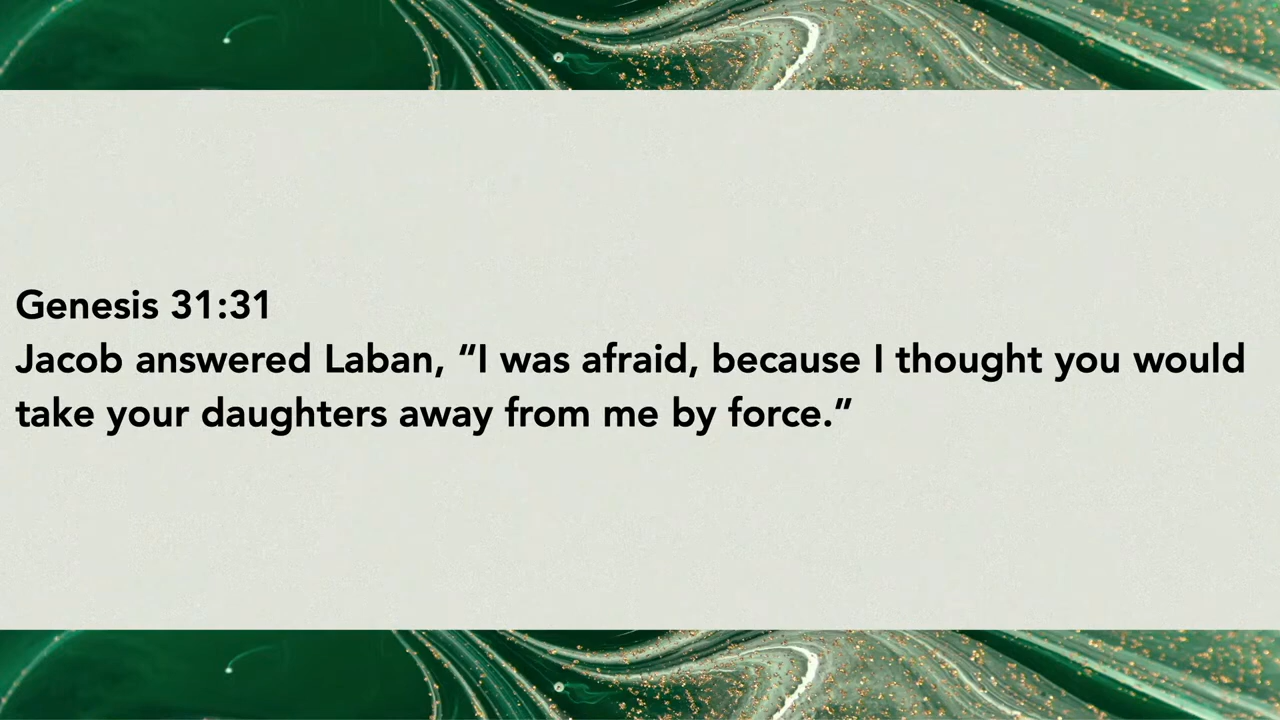 Genesis 31:31
Jacob answered Laban, “I was afraid, because I thought you would
take your daughters away from me by force.”